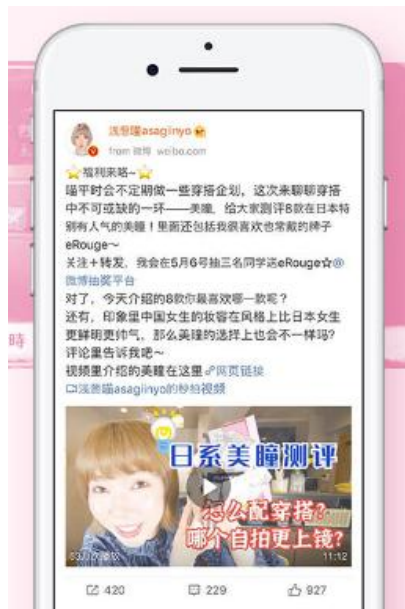 浅葱喵asagiinyo
from 微博 weibo.com
⭐福利来咯~⭐
喵平时会不定期做一些穿搭企划，这次来聊聊穿搭
中不可或缺的一环——美瞳，给大家测评8款在日本特
别有人气的美瞳！里面还包括我很喜欢也常戴的牌子
eRouge~
关注+转发，我会在5月6号抽三名同学送eRouge☆@
微博抽奖平台
对了，今天介绍的8款你最喜欢哪一款呢？
还有，印象里中国女生的妆容在风格上比日本女生
更鲜明更帅气，那么美瞳的选择上也会不一样吗？
评论里告诉我吧~
视频里介绍的美瞳在这里 网页链接
浅葱喵asagiinyo的秒拍视频
日系美瞳测评
怎么配穿搭？
哪个自拍更上镜？
11:12
420
229
927
時